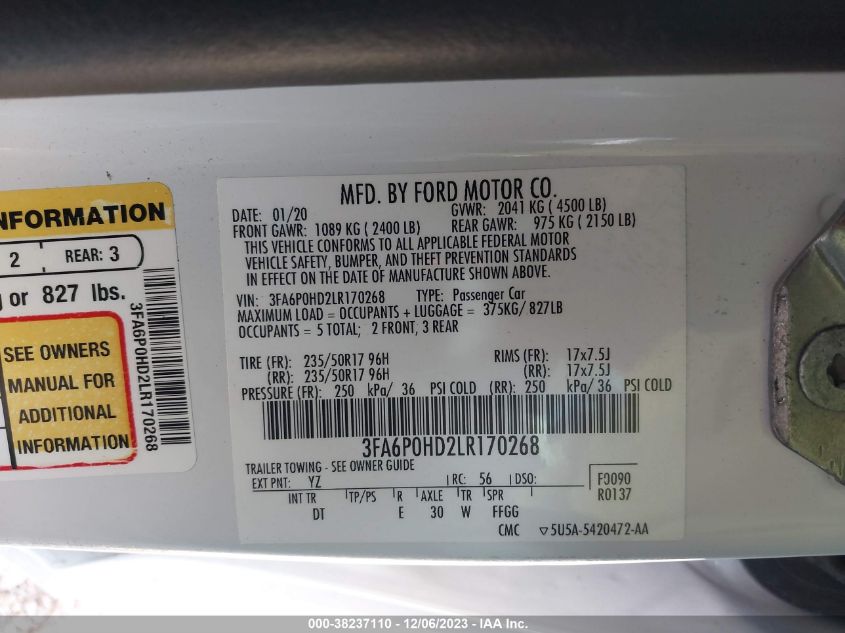 NFORMATION
2 REAR: 3
or 827 lbs.
SEE OWNERS
MANUAL FOR
ADDITIONAL
INFORMATION
3FA6P0HD2LR170268
MFD. BY FORD MOTOR CO.
DATE: 01/20 GVWR: 2041 KG ( 4500 LB)
FRONT GAWR: 1089 KG ( 2400 LB) REAR GAWR: 975 KG ( 2150 LB)
THIS VEHICLE CONFORMS TO ALL APPLICABLE FEDERAL MOTOR
VEHICLE SAFETY, BUMPER, AND THEFT PREVENTION STANDARDS
IN EFFECT ON THE DATE OF MANUFACTURE SHOWN ABOVE.
VIN: 3FA6P0HD2LR170268 TYPE: Passenger Car
MAXIMUM LOAD = OCCUPANTS + LUGGAGE = 375KG/ 827LB
OCCUPANTS = 5 TOTAL; 2 FRONT, 3 REAR
TIRE (FR): 235/50R17 96H RIMS (FR): 17x7.5J
(RR): 235/50R17 96H (RR): 17x7.5J
PRESSURE (FR): 250 kPa/ 36 PSI COLD (RR): 250 kPa/ 36 PSI COLD
3FA6P0HD2LR170268
TRAILER TOWING - SEE OWNER GUIDE
EXT PNT: YZ RC: 56 DSO: F0090
R0137
INT TR TP/PS R AXLE TR SPR
DT E 30 W FFGG
CMC ▽5U5A-5420472-AA
000-38237110 - 12/06/2023 - IAA Inc.